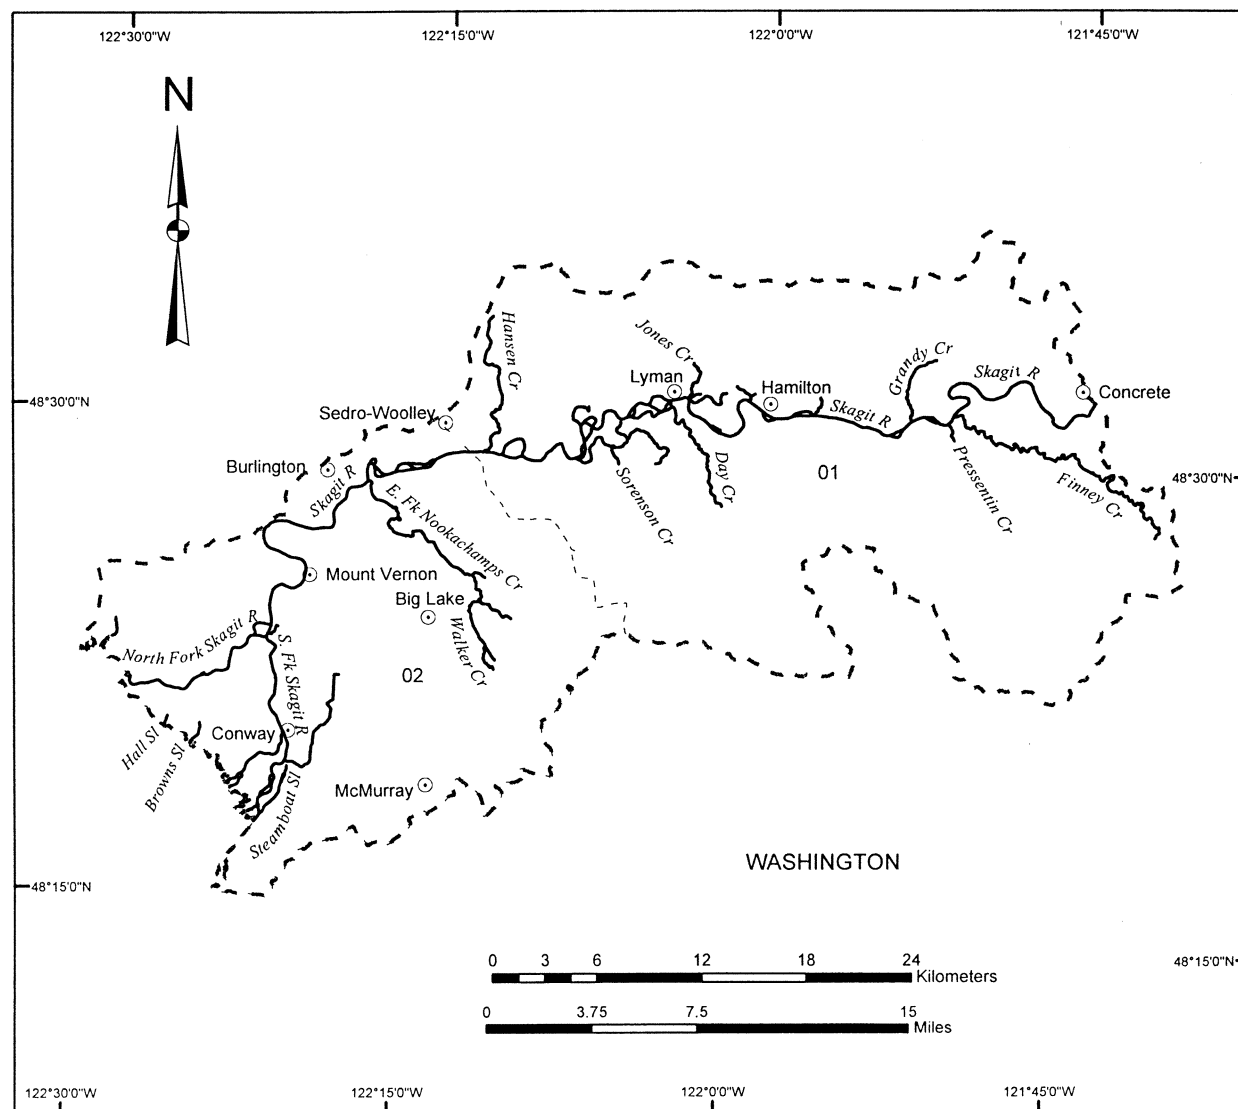 122°30'0"W
122°15'0"W
122°0'0"W
121°45'0"W
N
Hansen Cr
Jones Cr
Grandy Cr
Skagit R
Lyman
Hamilton
Concrete
48°30'0"N
Sedro-Woolley
Skagit R
Burlington
Skagit R
E. Fk Nookachamps Cr
Sorenson Cr
Day Cr
01
Pressentin Cr
Finney Cr
48°30'0"N
Mount Vernon
Big Lake
Walker Cr
North Fork Skagit R
S. Fk Skagit R
02
Hall Sl
Browns Sl
Conway
Steamboat Sl
McMurray
WASHINGTON
48°15'0"N
0 3 6 12 18 24
Kilometers
48°15'0"N
0 3.75 7.5 15
Miles
122°30'0"W
122°15'0"W
122°0'0"W
121°45'0"W